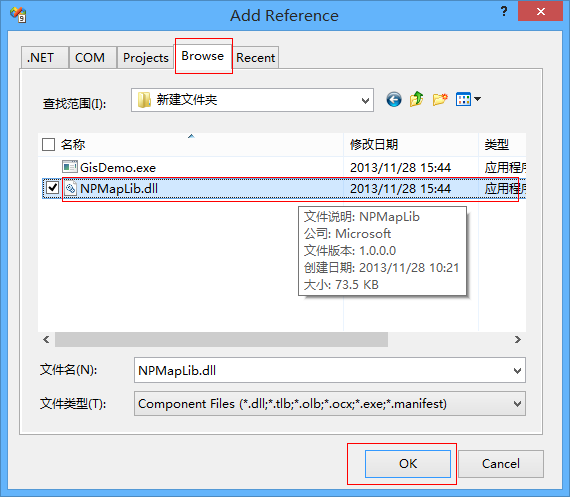 Add Reference
.NET COM Projects Browse Recent
查找范围(I): 新建文件夹
名称 修改日期 类型
GisDemo.exe 2013/11/28 15:44 应用程序
NPMapLib.dll 2013/11/28 15:44 应用程序
文件说明: NPMapLib
公司: Microsoft
文件版本: 1.0.0.0
创建日期: 2013/11/28 10:21
大小: 73.5 KB
文件名(N): NPMapLib.dll
文件类型(T): Component Files (*.dll;*.tlb;*.olb;*.ocx;*.exe;*.manifest)
OK Cancel